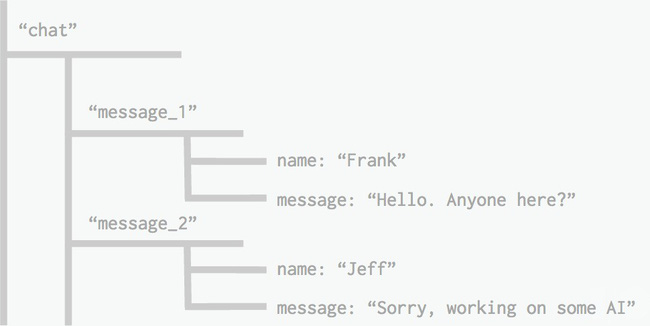 “chat”
“message_1”
name: “Frank”
message: “Hello. Anyone here?”
“message_2”
name: “Jeff”
message: “Sorry, working on some AI”